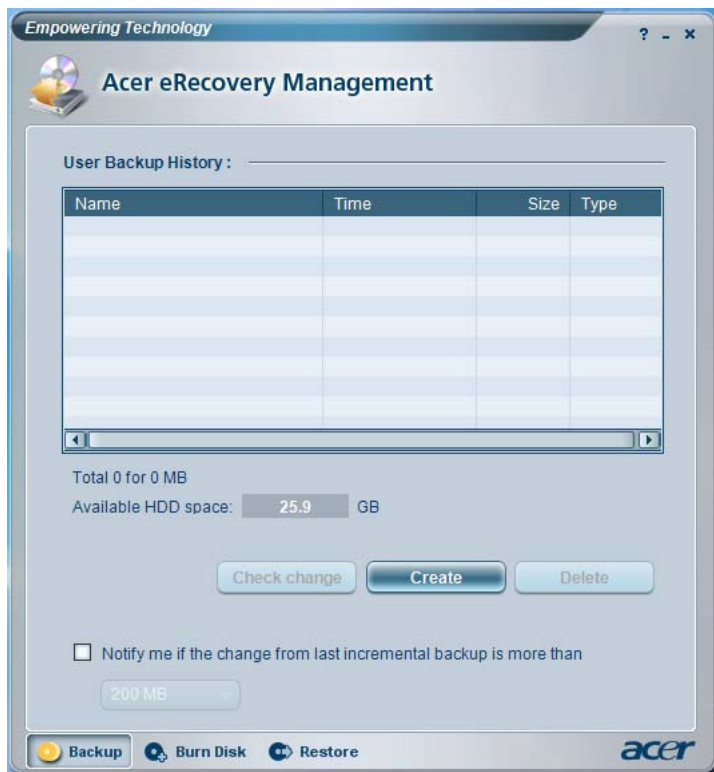 Empowering Technology
? - ×
Acer eRecovery Management
User Backup History :
Name Time Size Type
Total 0 for 0 MB
Available HDD space: 25.9 GB
Check change Create Delete
Notify me if the change from last incremental backup is more than
200 MB
Backup Burn Disk Restore acer